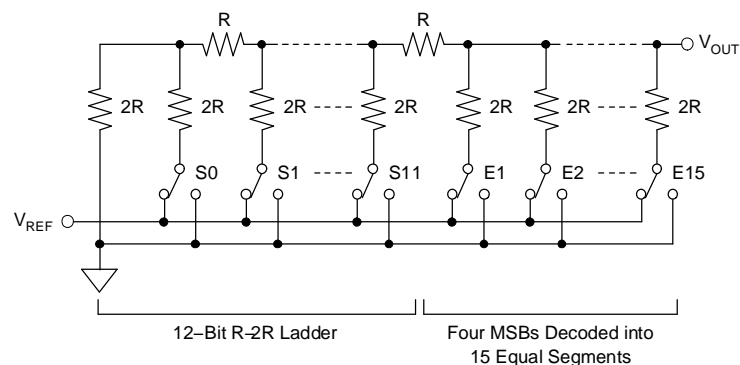 R
R
V_OUT
2R
2R
2R
2R
2R
2R
2R
S0
S1
S11
E1
E2
E15
V_REF
12–Bit R–2R Ladder
Four MSBs Decoded into
15 Equal Segments